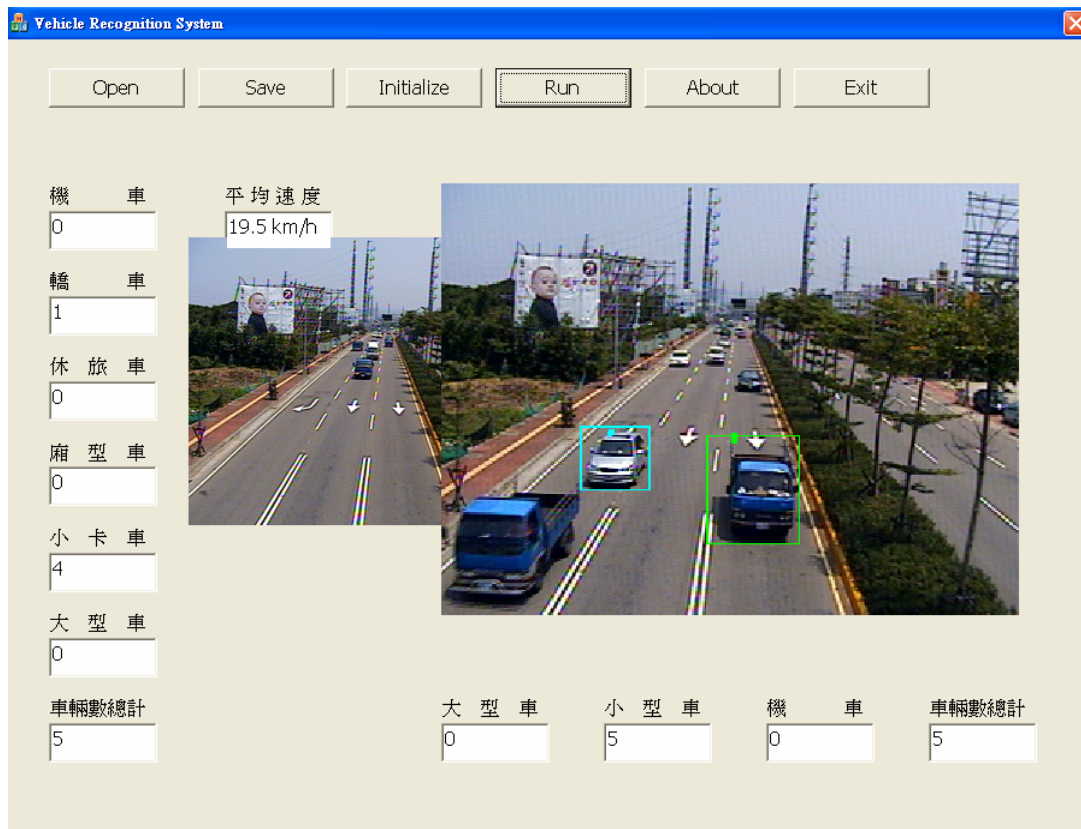 Vehicle Recognition System
Open Save Initialize Run About Exit
機車
0
轎車
1
休旅車
0
廂型車
0
小卡車
4
大型車
0
車輛數總計
5
平均速度
19.5 km/h
大型車
0
小型車
5
機車
0
車輛數總計
5